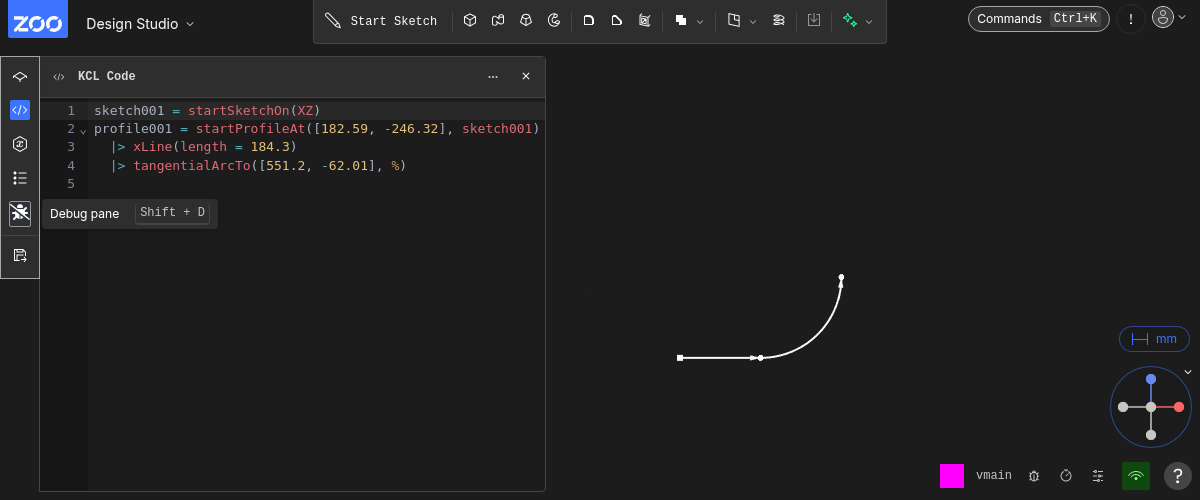 ZOO
Design Studio
Start Sketch
Commands Ctrl+K
!
KCL Code
1 sketch001 = startSketchOn(XZ)
2 profile001 = startProfileAt([182.59, -246.32], sketch001)
3 |> xLine(length = 184.3)
4 |> tangentialArcTo([551.2, -62.01], %)
5
Debug pane Shift + D
mm
vmain
?